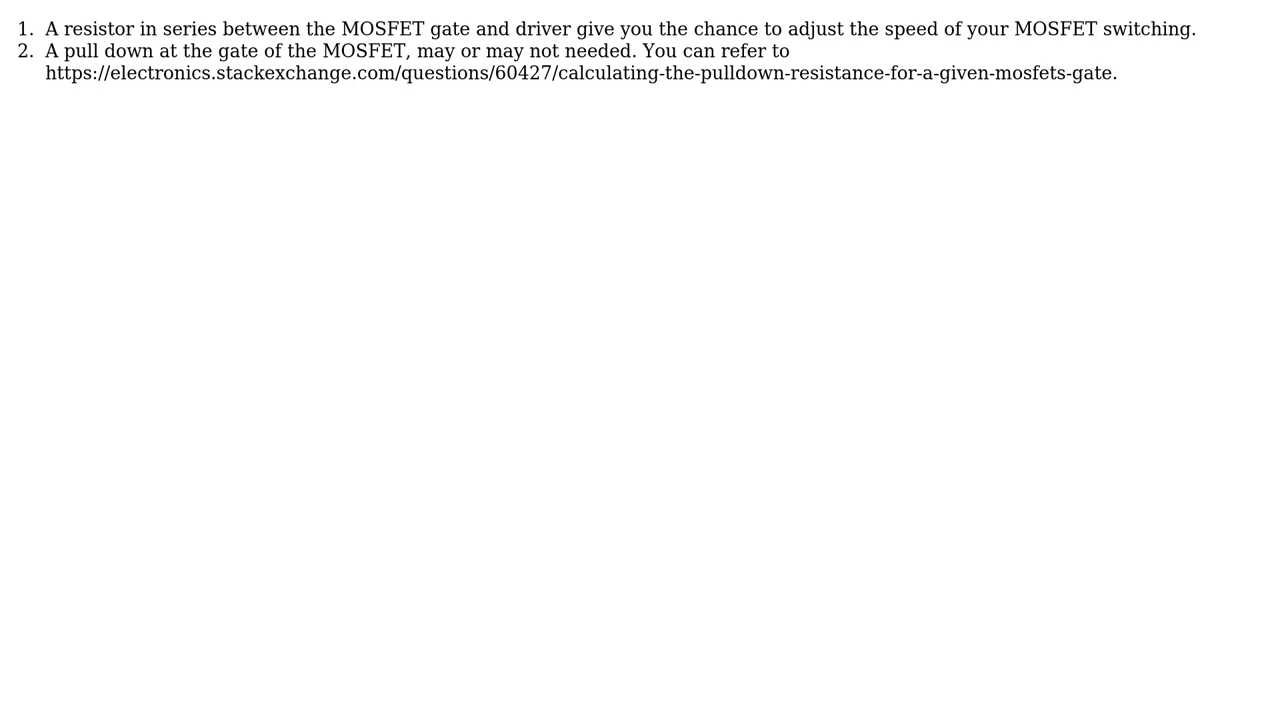 1. A resistor in series between the MOSFET gate and driver give you the chance to adjust the speed of your MOSFET switching.
2. A pull down at the gate of the MOSFET, may or may not needed. You can refer to
https://electronics.stackexchange.com/questions/60427/calculating-the-pulldown-resistance-for-a-given-mosfets-gate.